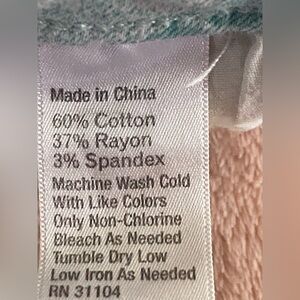 Made in China
60% Cotton
37% Rayon
3% Spandex
Machine Wash Cold
With Like Colors
Only Non-Chlorine
Bleach As Needed
Tumble Dry Low
Low Iron As Needed
RN 31104